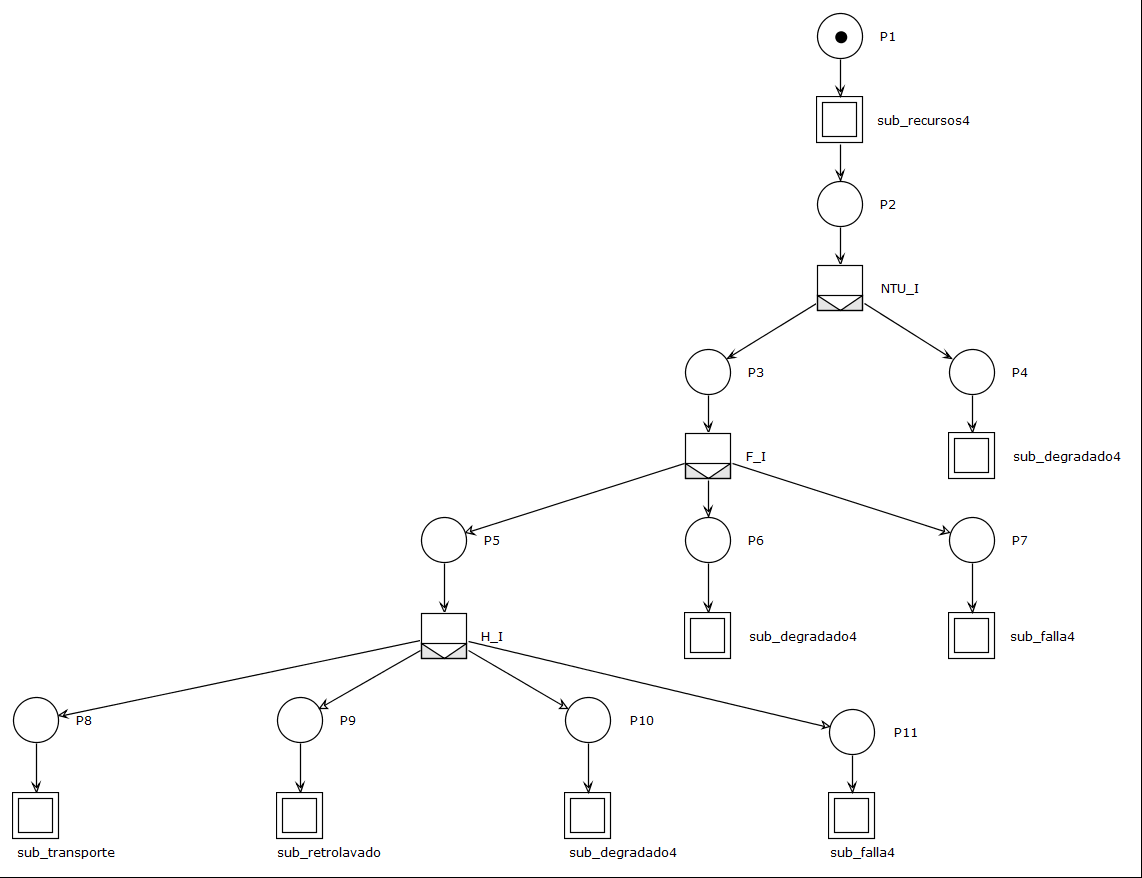 P1
sub_recursos4
P2
NTU_I
P3
P4
F_I
sub_degradado4
P5
P6
P7
H_I
sub_degradado4
sub_falla4
P8
P9
P10
P11
sub_transporte
sub_retrolavado
sub_degradado4
sub_falla4